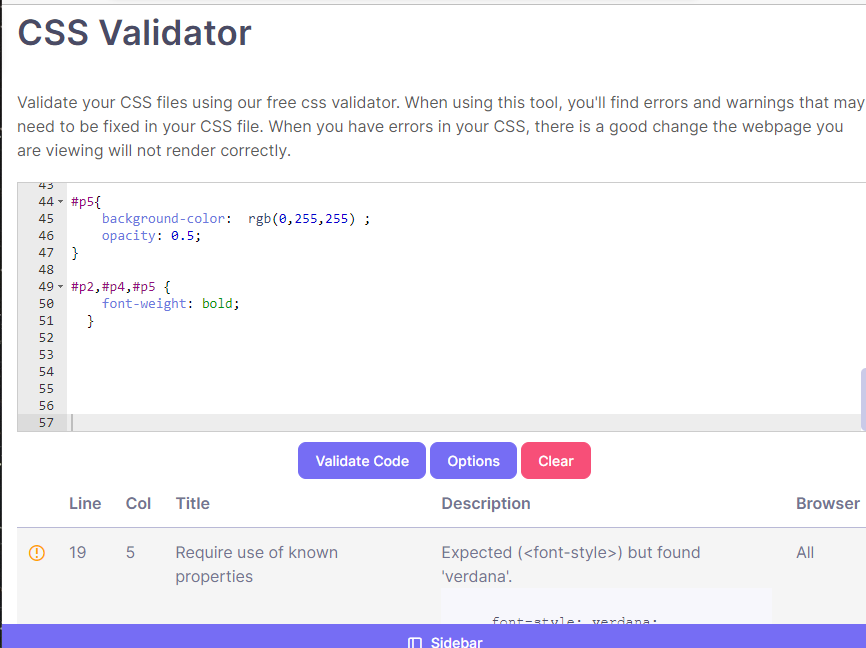 CSS Validator
Validate your CSS files using our free css validator. When using this tool, you'll find errors and warnings that may
need to be fixed in your CSS file. When you have errors in your CSS, there is a good change the webpage you
are viewing will not render correctly.
43
44 #p5{
45 background-color:  rgb(0,255,255) ;
46 opacity: 0.5;
47 }
48
49 #p2,#p4,#p5 {
50 font-weight: bold;
51 }
52
53
54
55
56
57
Validate Code Options Clear
Line Col Title Description Browser
19 5 Require use of known Expected (<font-style>) but found All
properties 'verdana'.
font-style: verdana;
Sidebar